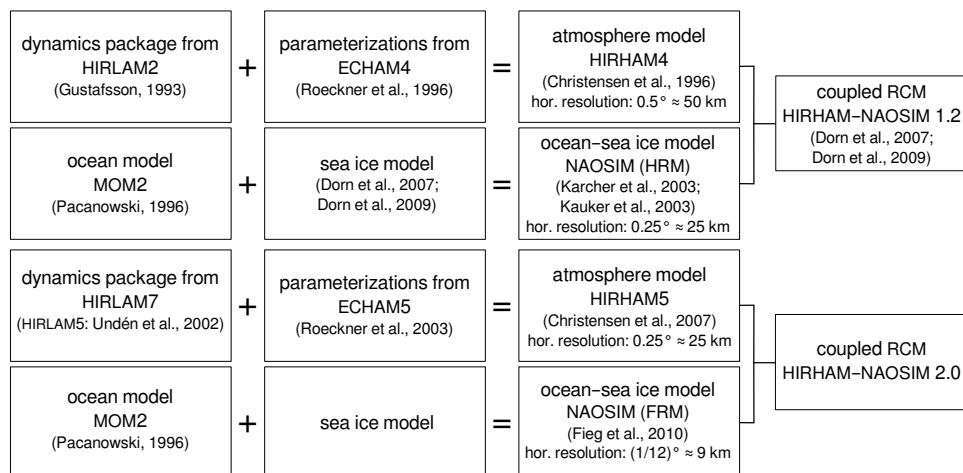 dynamics package from
HIRLAM2
(Gustafsson, 1993)
+
parameterizations from
ECHAM4
(Roeckner et al., 1996)
=
atmosphere model
HIRHAM4
(Christensen et al., 1996)
hor. resolution: 0.5° ≈ 50 km
ocean model
MOM2
(Pacanowski, 1996)
+
sea ice model
(Dorn et al., 2007;
Dorn et al., 2009)
=
ocean−sea ice model
NAOSIM (HRM)
(Karcher et al., 2003;
Kauker et al., 2003)
hor. resolution: 0.25° ≈ 25 km
coupled RCM
HIRHAM−NAOSIM 1.2
(Dorn et al., 2007;
Dorn et al., 2009)
dynamics package from
HIRLAM7
(HIRLAM5: Undén et al., 2002)
+
parameterizations from
ECHAM5
(Roeckner et al., 2003)
=
atmosphere model
HIRHAM5
(Christensen et al., 2007)
hor. resolution: 0.25° ≈ 25 km
ocean model
MOM2
(Pacanowski, 1996)
+
sea ice model
=
ocean−sea ice model
NAOSIM (FRM)
(Fieg et al., 2010)
hor. resolution: (1/12)° ≈ 9 km
coupled RCM
HIRHAM−NAOSIM 2.0